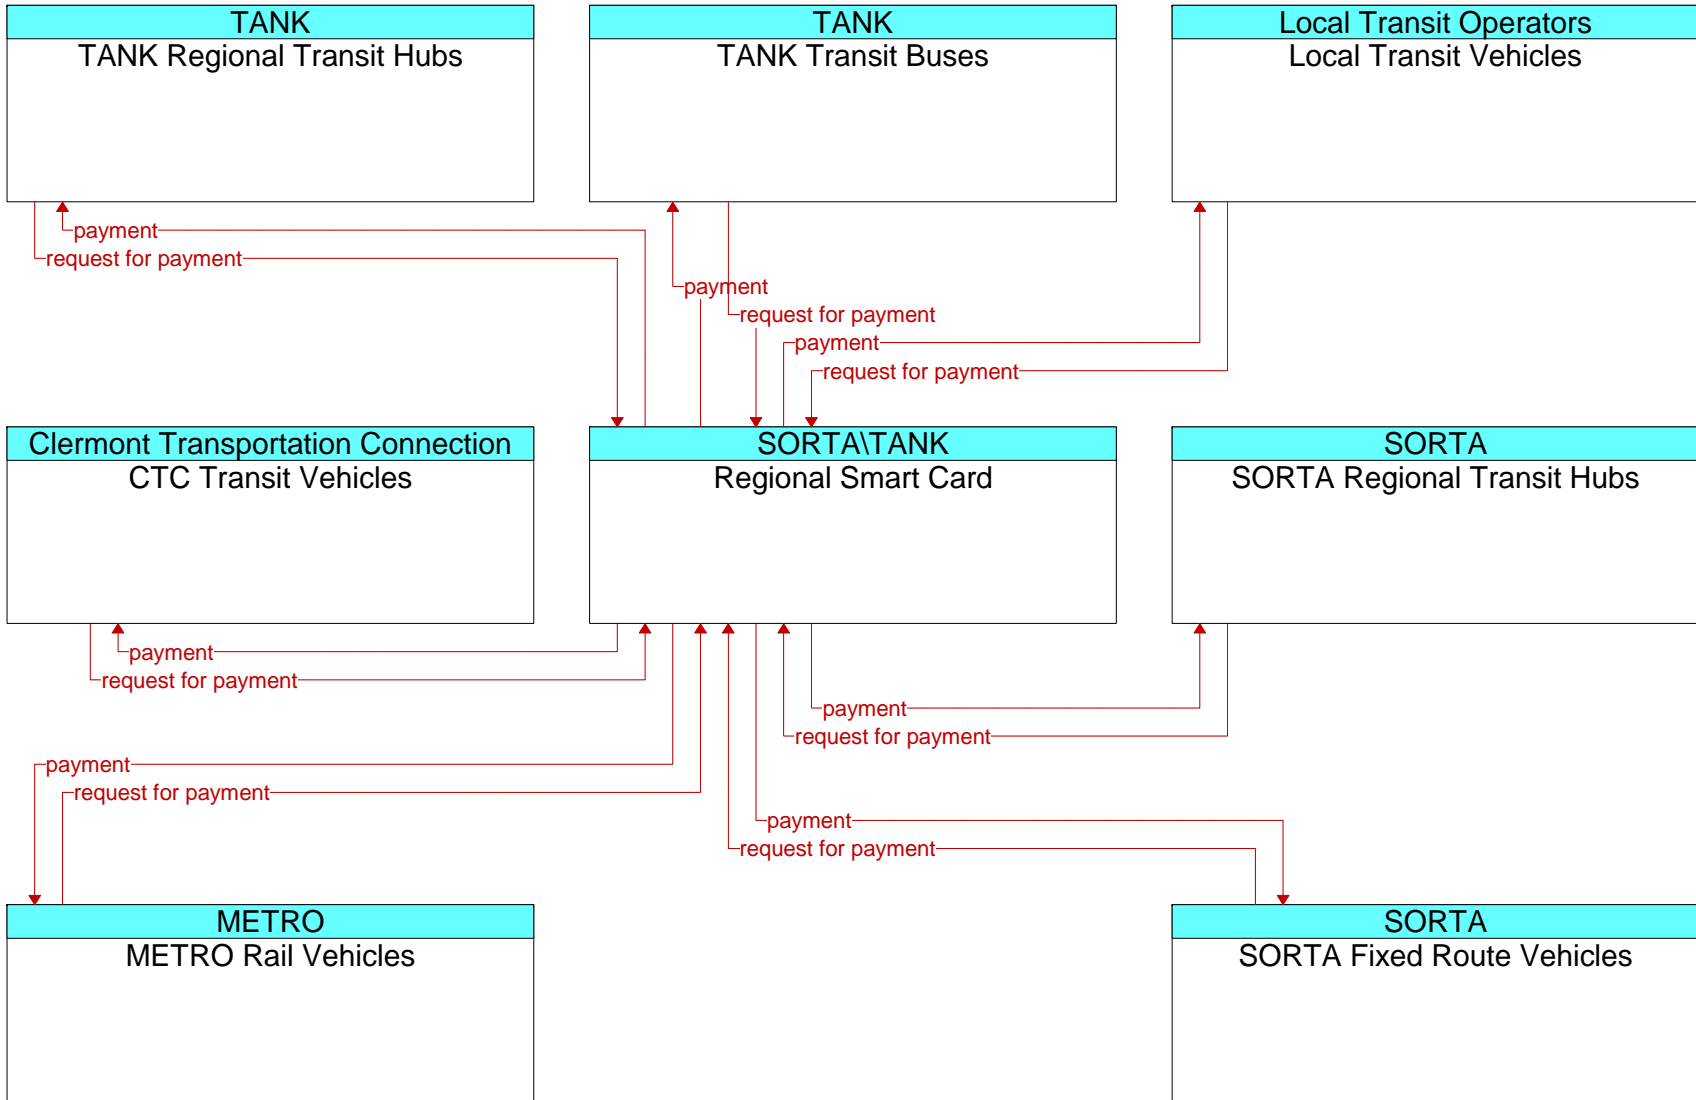 TANK
TANK Regional Transit Hubs
TANK
TANK Transit Buses
Local Transit Operators
Local Transit Vehicles
payment
request for payment
payment
request for payment
payment
request for payment
Clermont Transportation Connection
CTC Transit Vehicles
SORTA\TANK
Regional Smart Card
SORTA
SORTA Regional Transit Hubs
payment
request for payment
payment
request for payment
payment
request for payment
payment
request for payment
METRO
METRO Rail Vehicles
SORTA
SORTA Fixed Route Vehicles